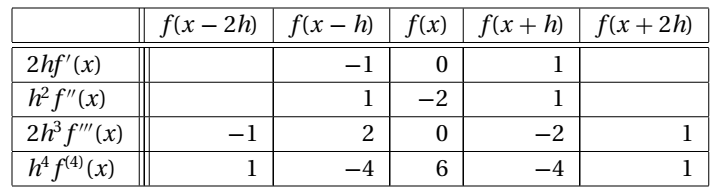 f(x − 2h) f(x − h) f(x) f(x + h) f(x + 2h)
2hf′(x) −1 0 1
h²f″(x) 1 −2 1
2h³f‴(x) −1 2 0 −2 1
h⁴f⁽⁴⁾(x) 1 −4 6 −4 1